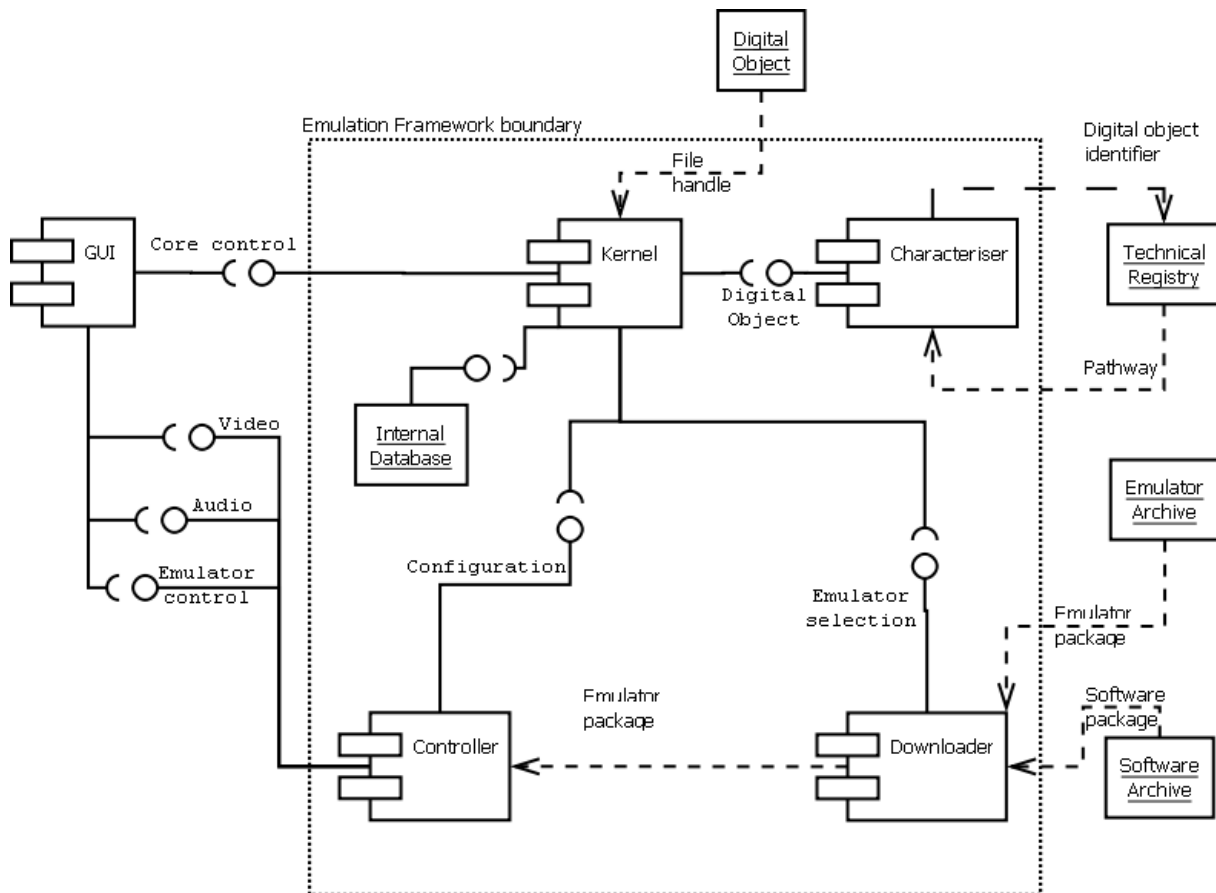 Digital
Object
Emulation Framework boundary
File
handle
Digital object
identifier
GUI
Core control
Kernel
Characteriser
Technical
Registry
Digital
Object
Pathway
Internal
Database
Video
Audio
Emulator
control
Configuration
Emulator
selection
Emulator
Archive
Emulator
package
Emulator
package
Software
package
Controller
Downloader
Software
Archive